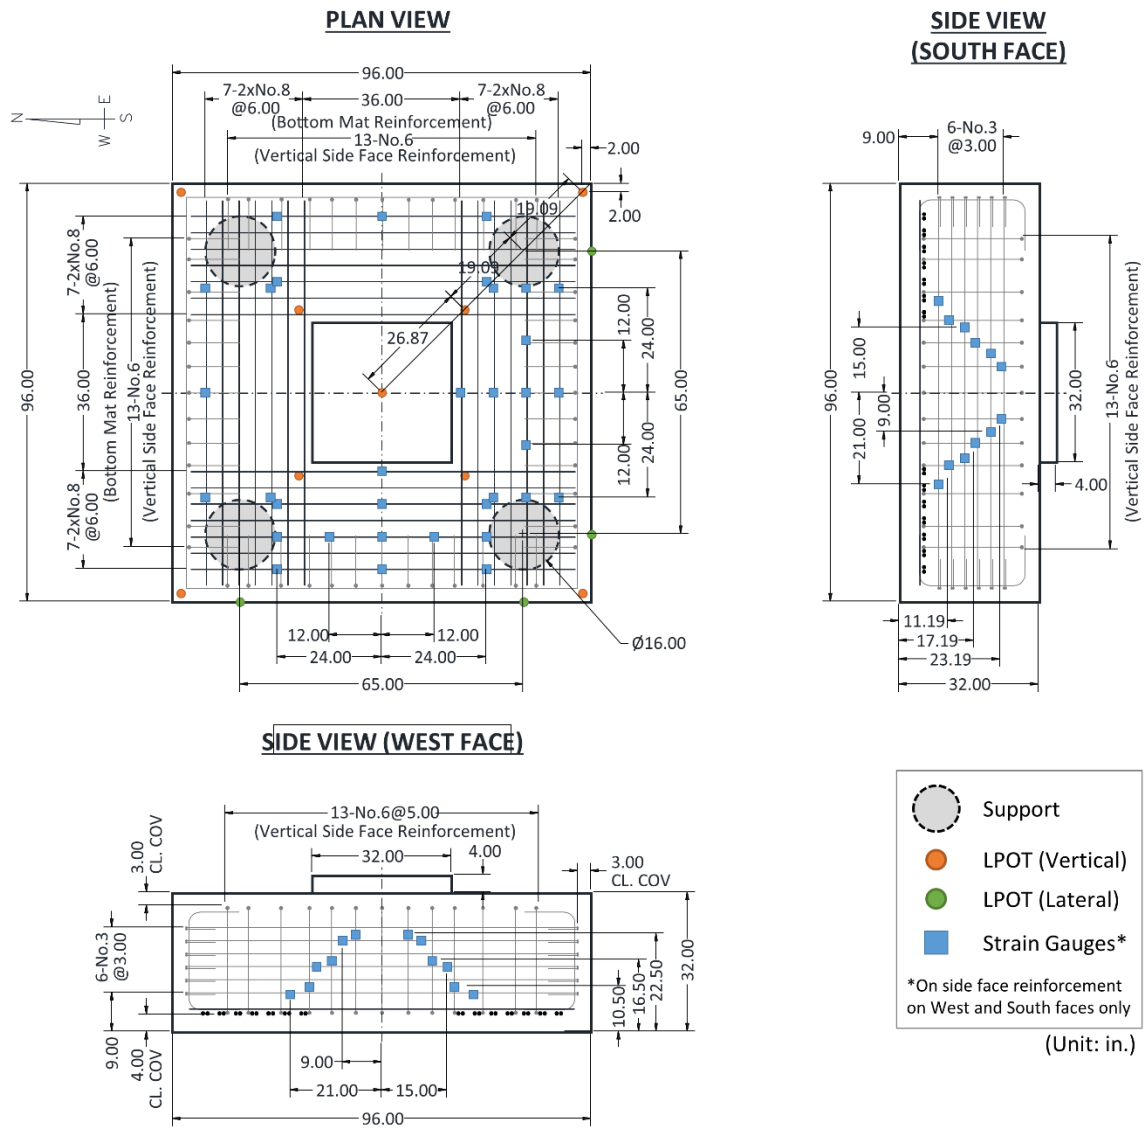 PLAN VIEW
SIDE VIEW
(SOUTH FACE)
96.00
7-2xNo.8
@6.00
36.00
7-2xNo.8
@6.00
(Bottom Mat Reinforcement)
13-No.6
(Vertical Side Face Reinforcement)
N
E
W
S
2.00
2.00
19.09
19.09
26.87
96.00
7-2xNo.8
@6.00
36.00
(Bottom Mat Reinforcement)
7-2xNo.8
@6.00
13-No.6
(Vertical Side Face Reinforcement)
12.00
24.00
12.00
24.00
65.00
12.00
12.00
24.00
24.00
65.00
Ø16.00
9.00
6-No.3
@3.00
96.00
15.00
21.00
9.00
32.00
13-No.6
(Vertical Side Face Reinforcement)
4.00
11.19
17.19
23.19
32.00
SIDE VIEW (WEST FACE)
13-No.6@5.00
(Vertical Side Face Reinforcement)
32.00
4.00
3.00
CL. COV
3.00
CL. COV
6-No.3
@3.00
9.00
4.00
CL. COV
10.50
16.50
22.50
32.00
9.00
21.00
15.00
96.00
Support
LPOT (Vertical)
LPOT (Lateral)
Strain Gauges*
*On side face reinforcement
on West and South faces only
(Unit: in.)